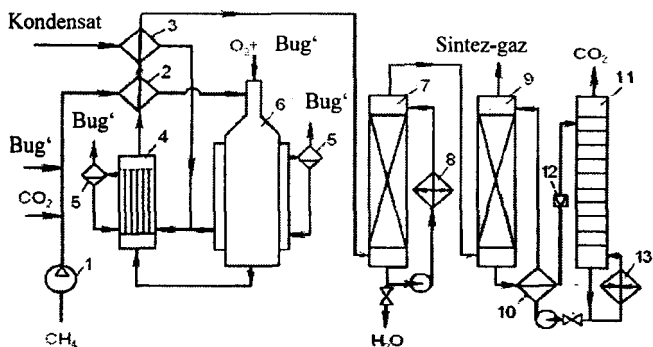 Kondensat
3
O₂+ Bug‘
Sintez-gaz
CO₂
2
7
9
11
Bug‘
6
Bug‘
Bug‘
4
5
8
12
CO₂
5
1
13
10
CH₄
H₂O